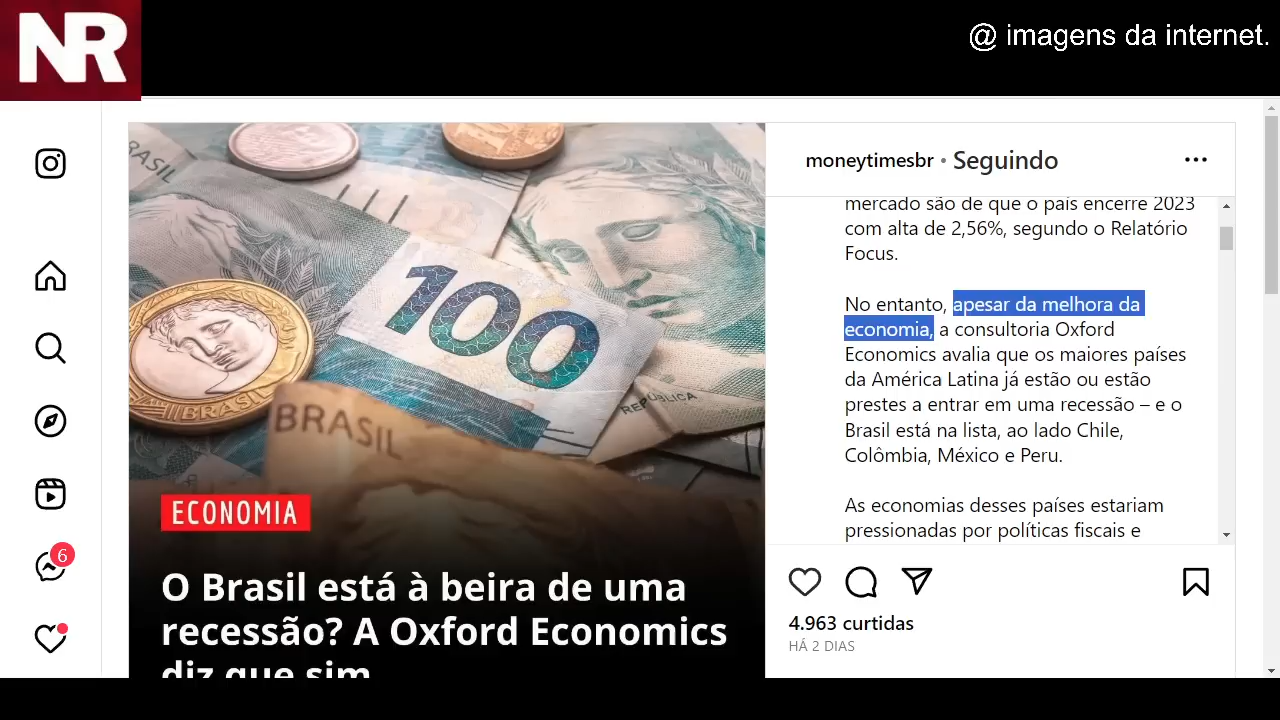 NR
@ imagens da internet.
BRASIL
100
REPÚBLICA
BRASIL
BRASIL
ECONOMIA
O Brasil está à beira de uma
recessão? A Oxford Economics
diz que sim
moneytimesbr • Seguindo
mercado são de que o país encerre 2023
com alta de 2,56%, segundo o Relatório
Focus.
No entanto, apesar da melhora da
economia, a consultoria Oxford
Economics avalia que os maiores países
da América Latina já estão ou estão
prestes a entrar em uma recessão – e o
Brasil está na lista, ao lado Chile,
Colômbia, México e Peru.
As economias desses países estariam
pressionadas por políticas fiscais e
4.963 curtidas
HÁ 2 DIAS
6